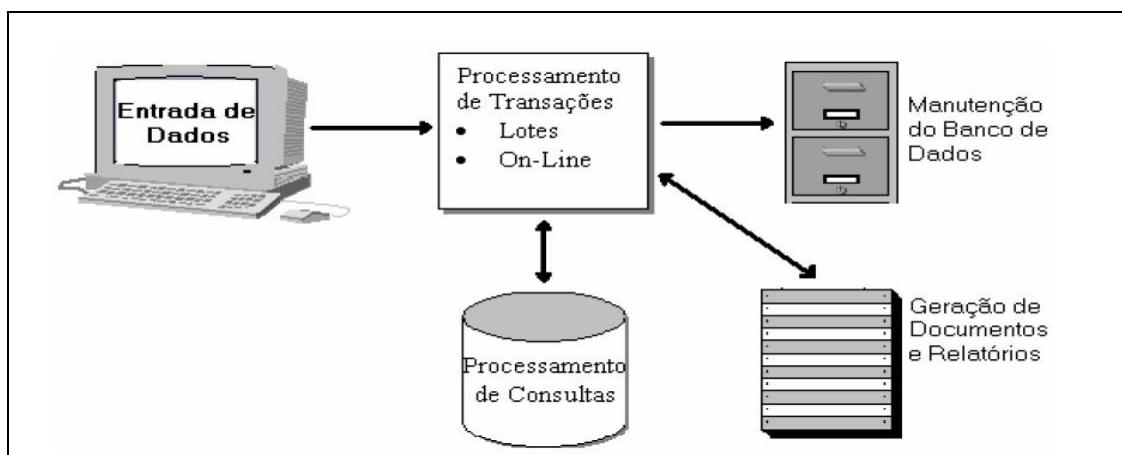 Entrada de
Dados
Processamento
de Transações
• Lotes
• On-Line
Manutenção
do Banco de
Dados
Processamento
de Consultas
Geração de
Documentos
e Relatórios